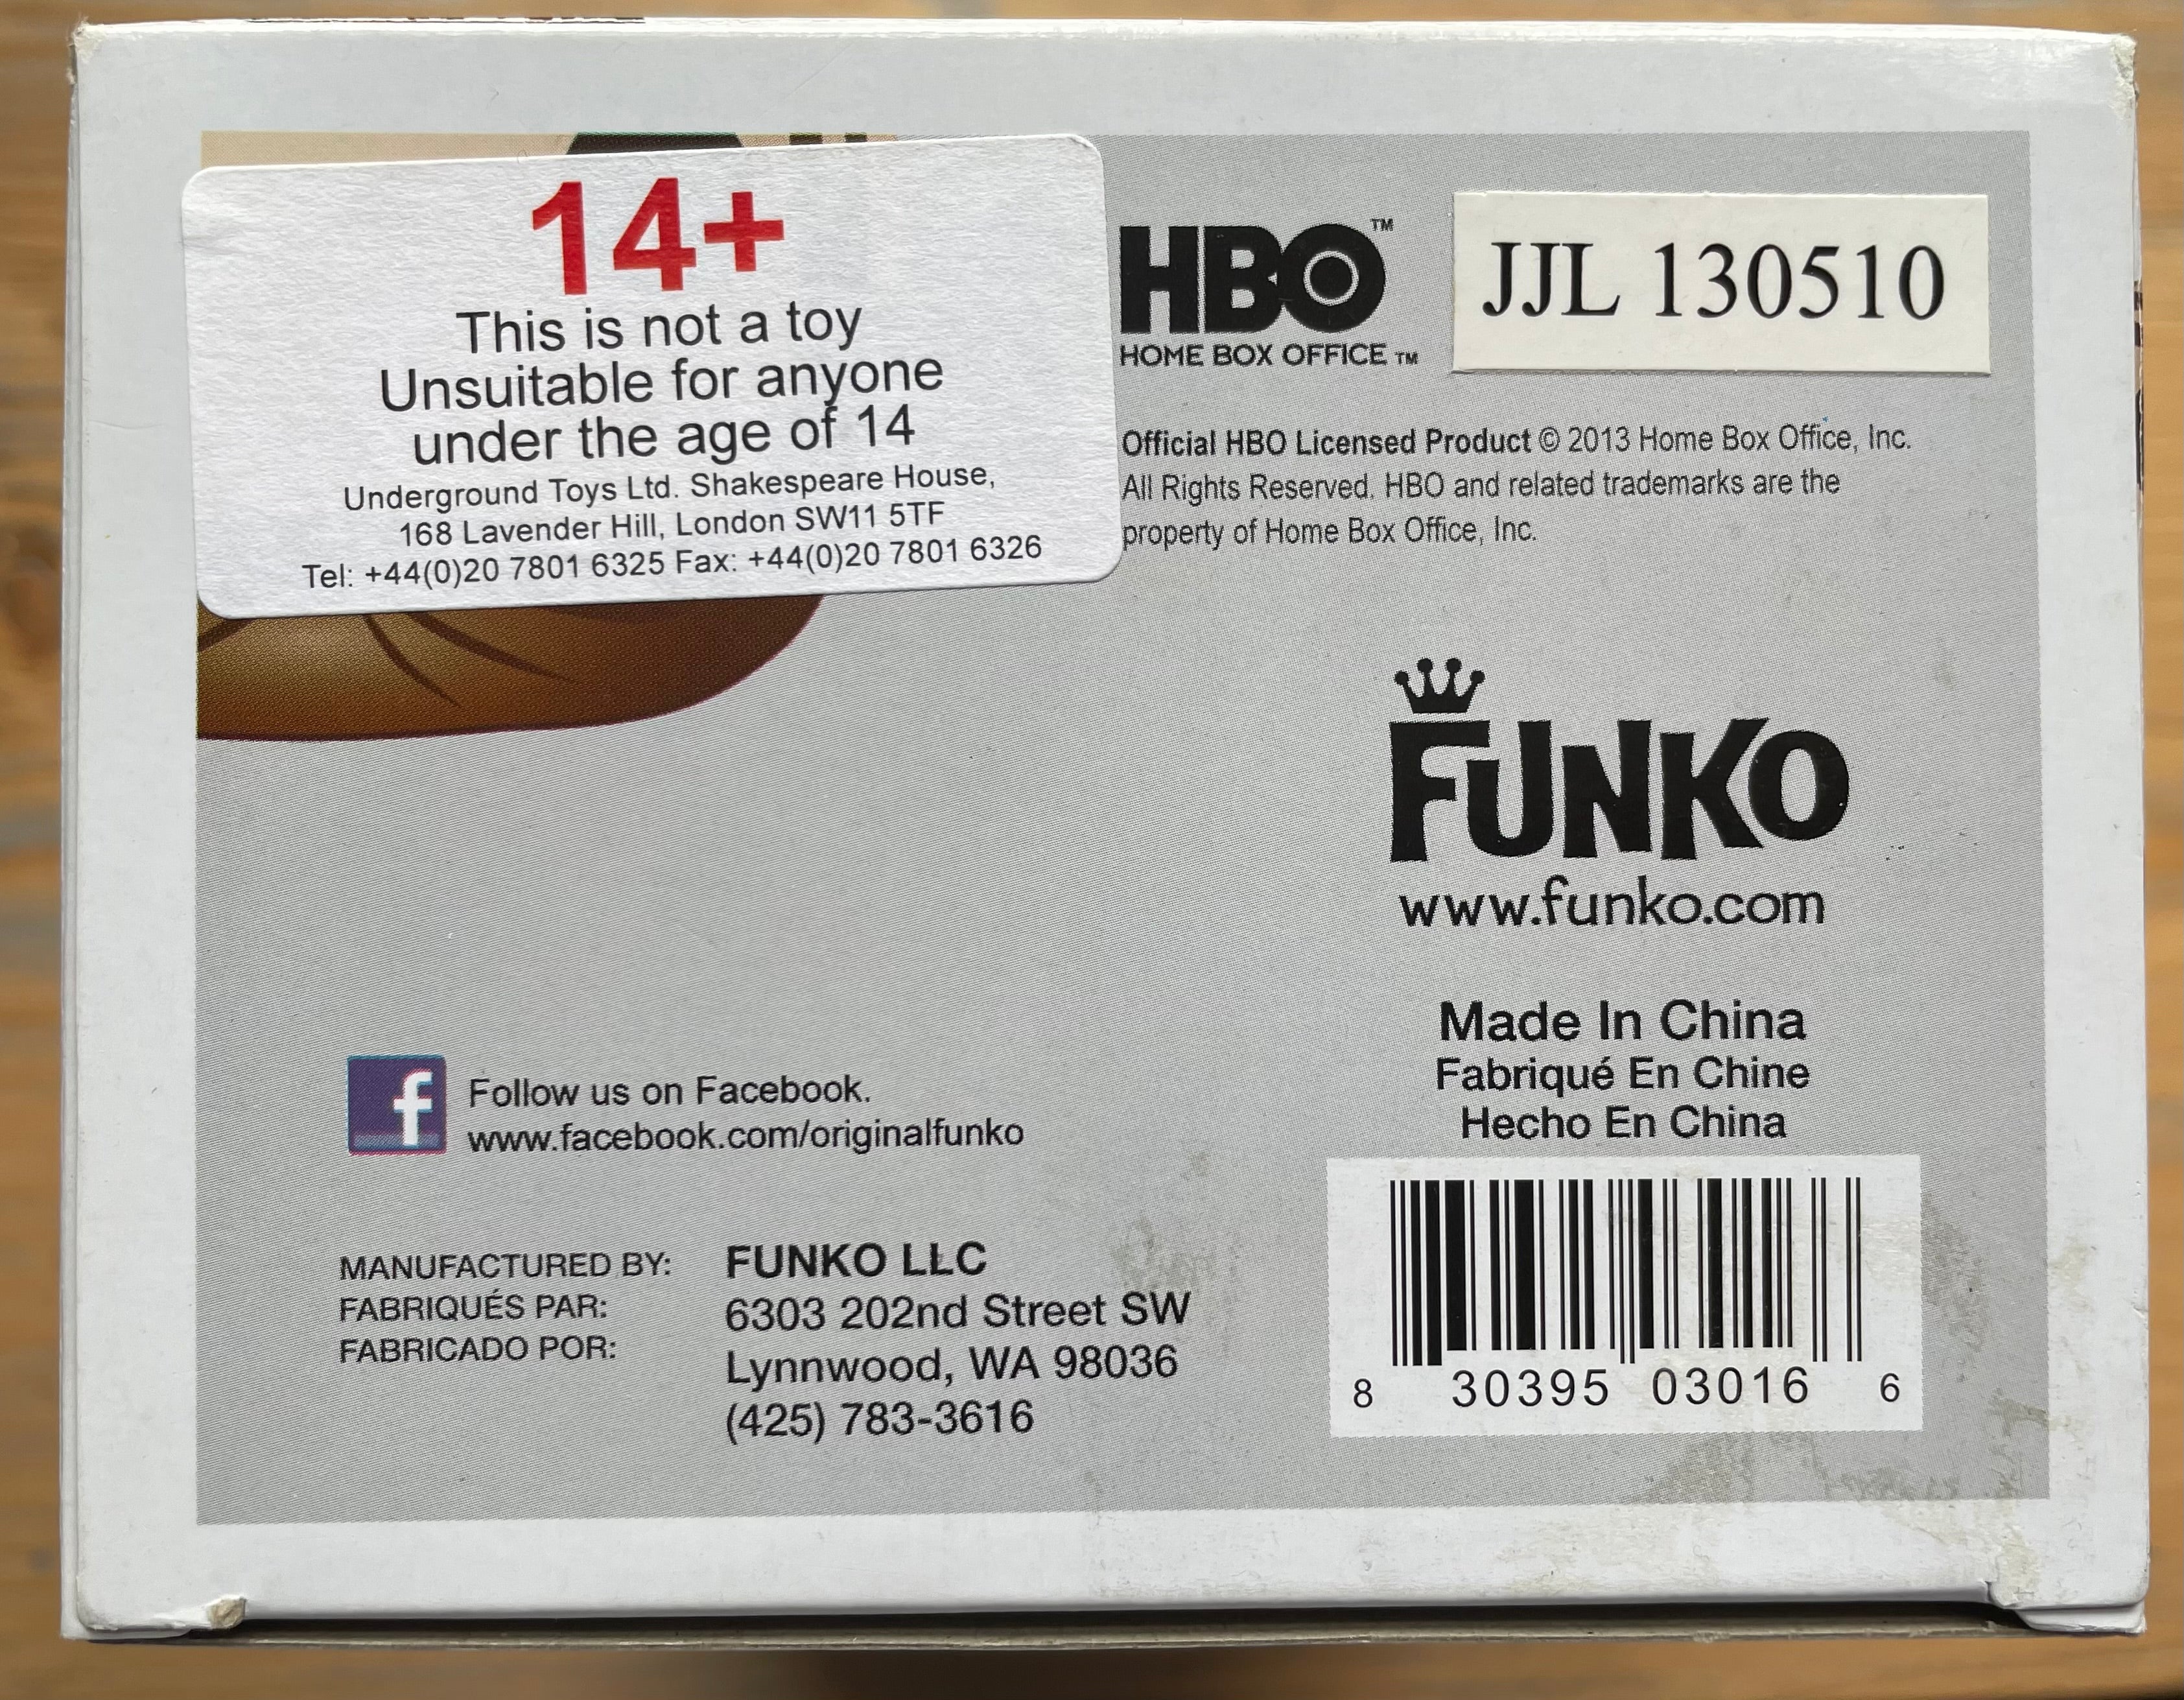 14+
This is not a toy
Unsuitable for anyone
under the age of 14
Underground Toys Ltd. Shakespeare House,
168 Lavender Hill, London SW11 5TF
Tel: +44(0)20 7801 6325 Fax: +44(0)20 7801 6326
HBO™
HOME BOX OFFICE™
JJL 130510
Official HBO Licensed Product © 2013 Home Box Office, Inc.
All Rights Reserved. HBO and related trademarks are the
property of Home Box Office, Inc.
FUNKO
www.funko.com
Made In China
Fabriqué En Chine
Hecho En China
f
Follow us on Facebook.
www.facebook.com/originalfunko
MANUFACTURED BY:
FABRIQUÉS PAR:
FABRICADO POR:
FUNKO LLC
6303 202nd Street SW
Lynnwood, WA 98036
(425) 783-3616
8 30395 03016 6